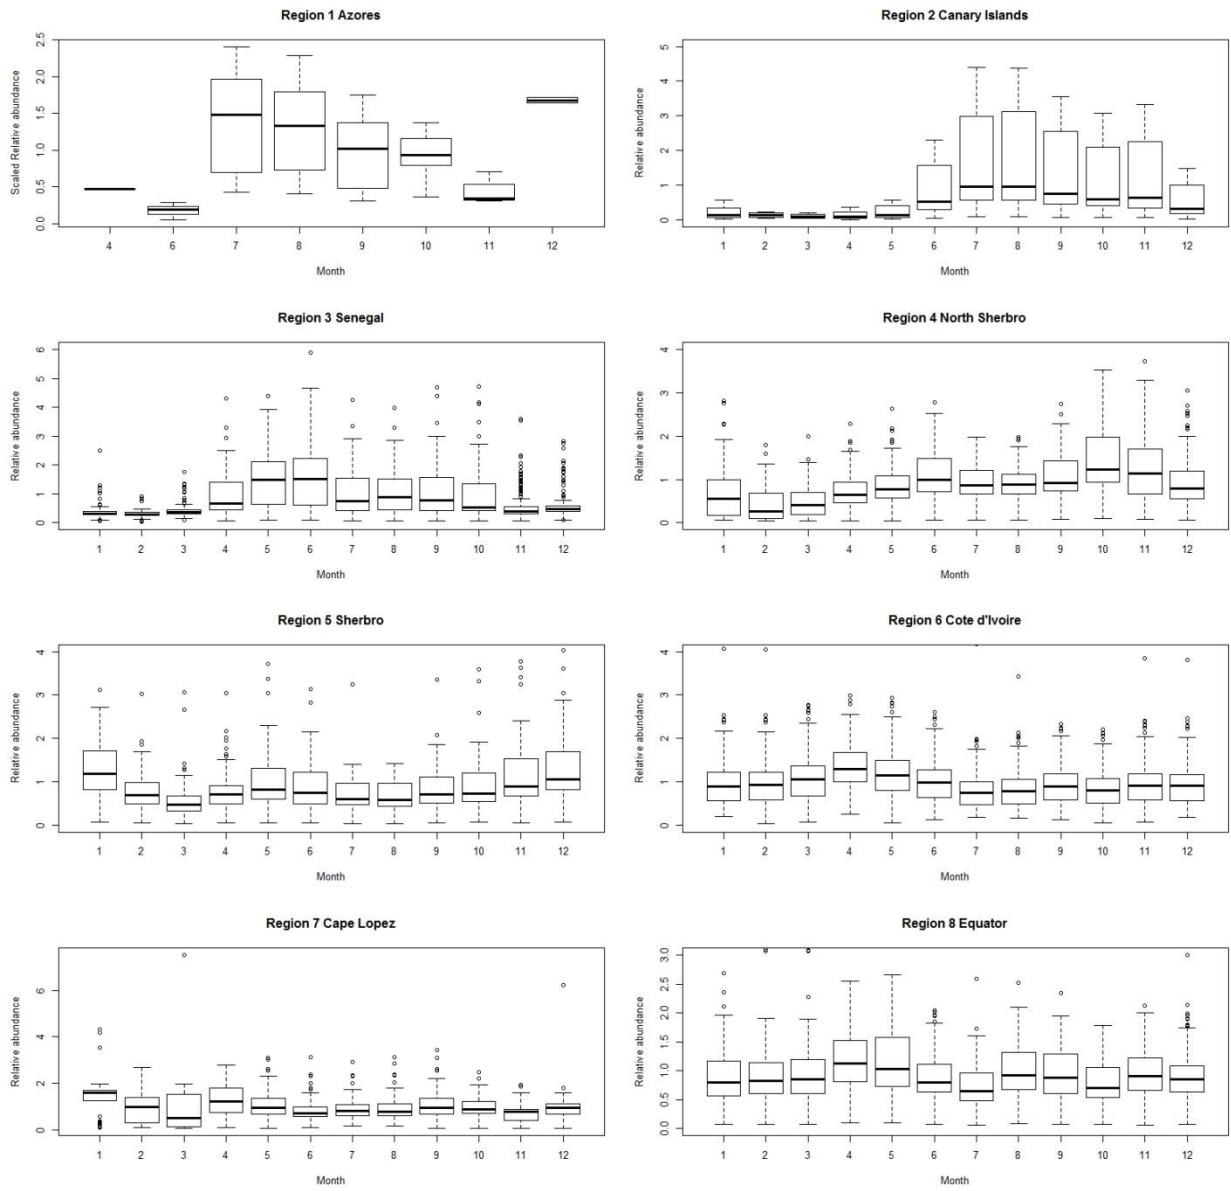 Region 1 Azores
Scaled Relative abundance
2.5
2.0
1.5
1.0
0.5
0.0
4 6 7 8 9 10 11 12
Month
Region 2 Canary Islands
Relative abundance
5
4
3
2
1
0
1 2 3 4 5 6 7 8 9 10 11 12
Month
Region 3 Senegal
Relative abundance
6
5
4
3
2
1
0
1 2 3 4 5 6 7 8 9 10 11 12
Month
Region 4 North Sherbro
Relative abundance
4
3
2
1
0
1 2 3 4 5 6 7 8 9 10 11 12
Month
Region 5 Sherbro
Relative abundance
4
3
2
1
0
1 2 3 4 5 6 7 8 9 10 11 12
Month
Region 6 Cote d'Ivoire
Relative abundance
4
3
2
1
0
1 2 3 4 5 6 7 8 9 10 11 12
Month
Region 7 Cape Lopez
Relative abundance
6
4
2
0
1 2 3 4 5 6 7 8 9 10 11 12
Month
Region 8 Equator
Relative abundance
3.0
2.5
2.0
1.5
1.0
0.5
0.0
1 2 3 4 5 6 7 8 9 10 11 12
Month